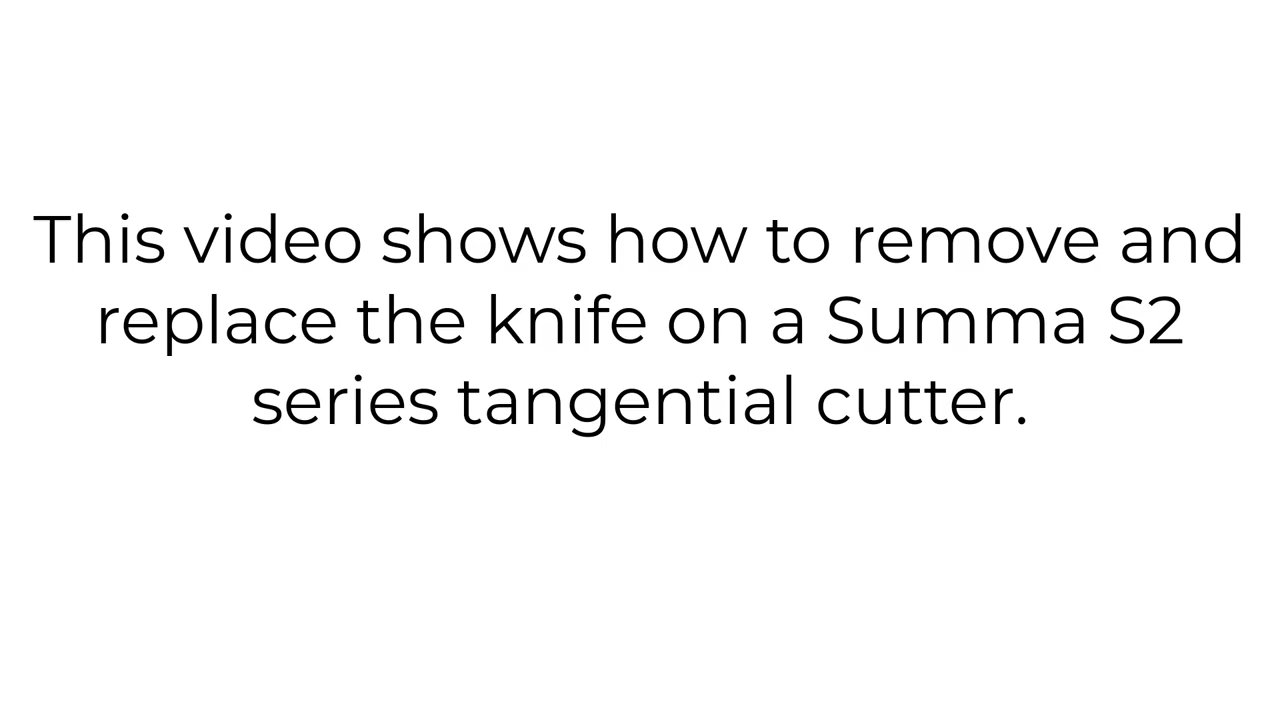 This video shows how to remove and
replace the knife on a Summa S2
series tangential cutter.